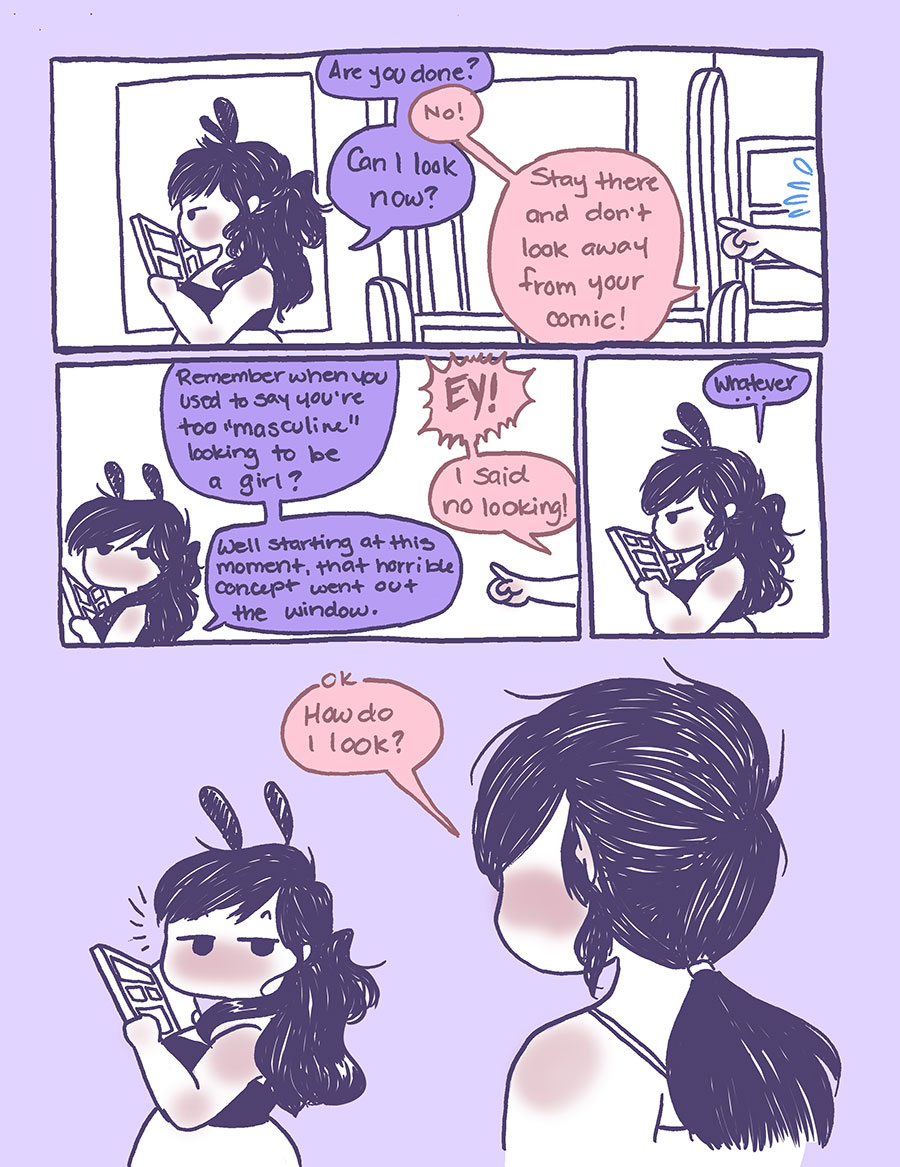 Are you done?
No!
Can I look
now?
Stay there
and don't
look away
from your
comic!
Remember when you
used to say you're
too "masculine"
looking to be
a girl?
Well starting at this
moment, that horrible
concept went out
the window.
EY!
I said
no looking!
Whatever
...
OK
How do
I look?